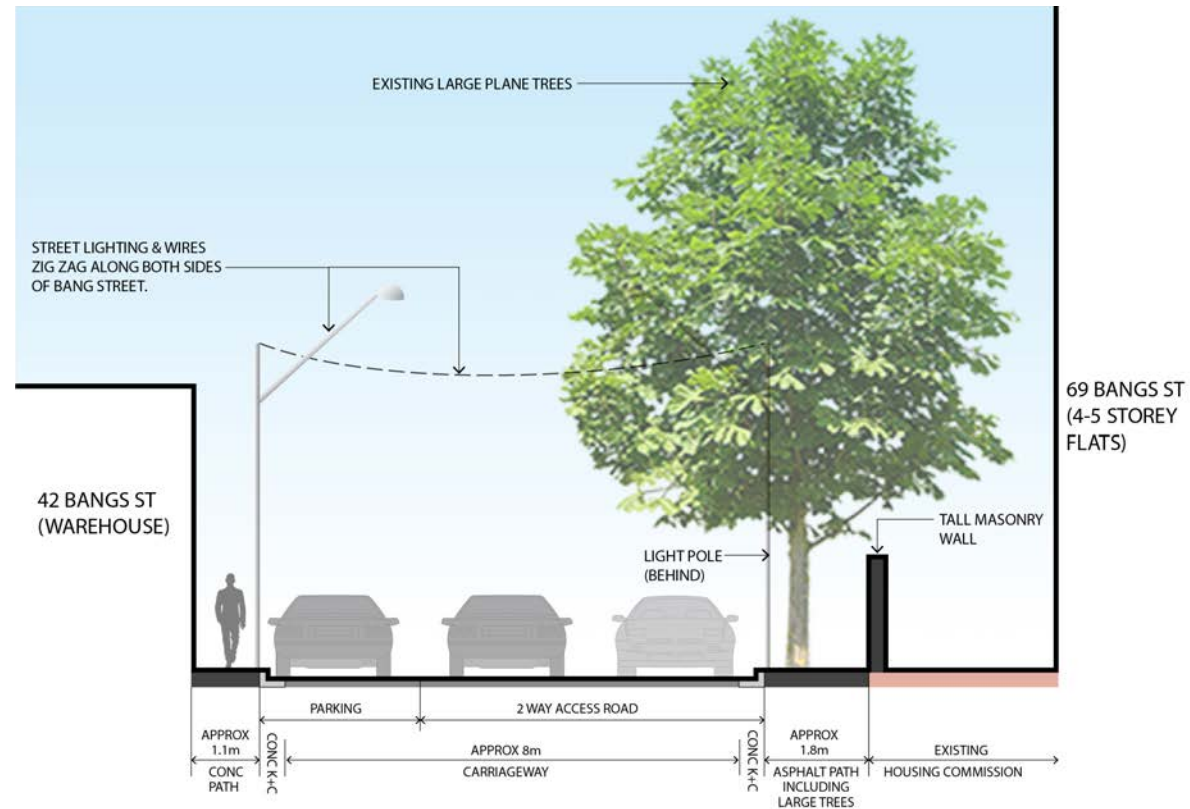 EXISTING LARGE PLANE TREES
STREET LIGHTING & WIRES
ZIG ZAG ALONG BOTH SIDES
OF BANG STREET.
69 BANGS ST
(4-5 STOREY
FLATS)
42 BANGS ST
(WAREHOUSE)
TALL MASONRY
WALL
LIGHT POLE
(BEHIND)
PARKING
2 WAY ACCESS ROAD
APPROX
1.1m
CONC
PATH
CONC K+C
APPROX 8m
CARRIAGEWAY
CONC K+C
APPROX
1.8m
ASPHALT PATH
INCLUDING
LARGE TREES
EXISTING
HOUSING COMMISSION